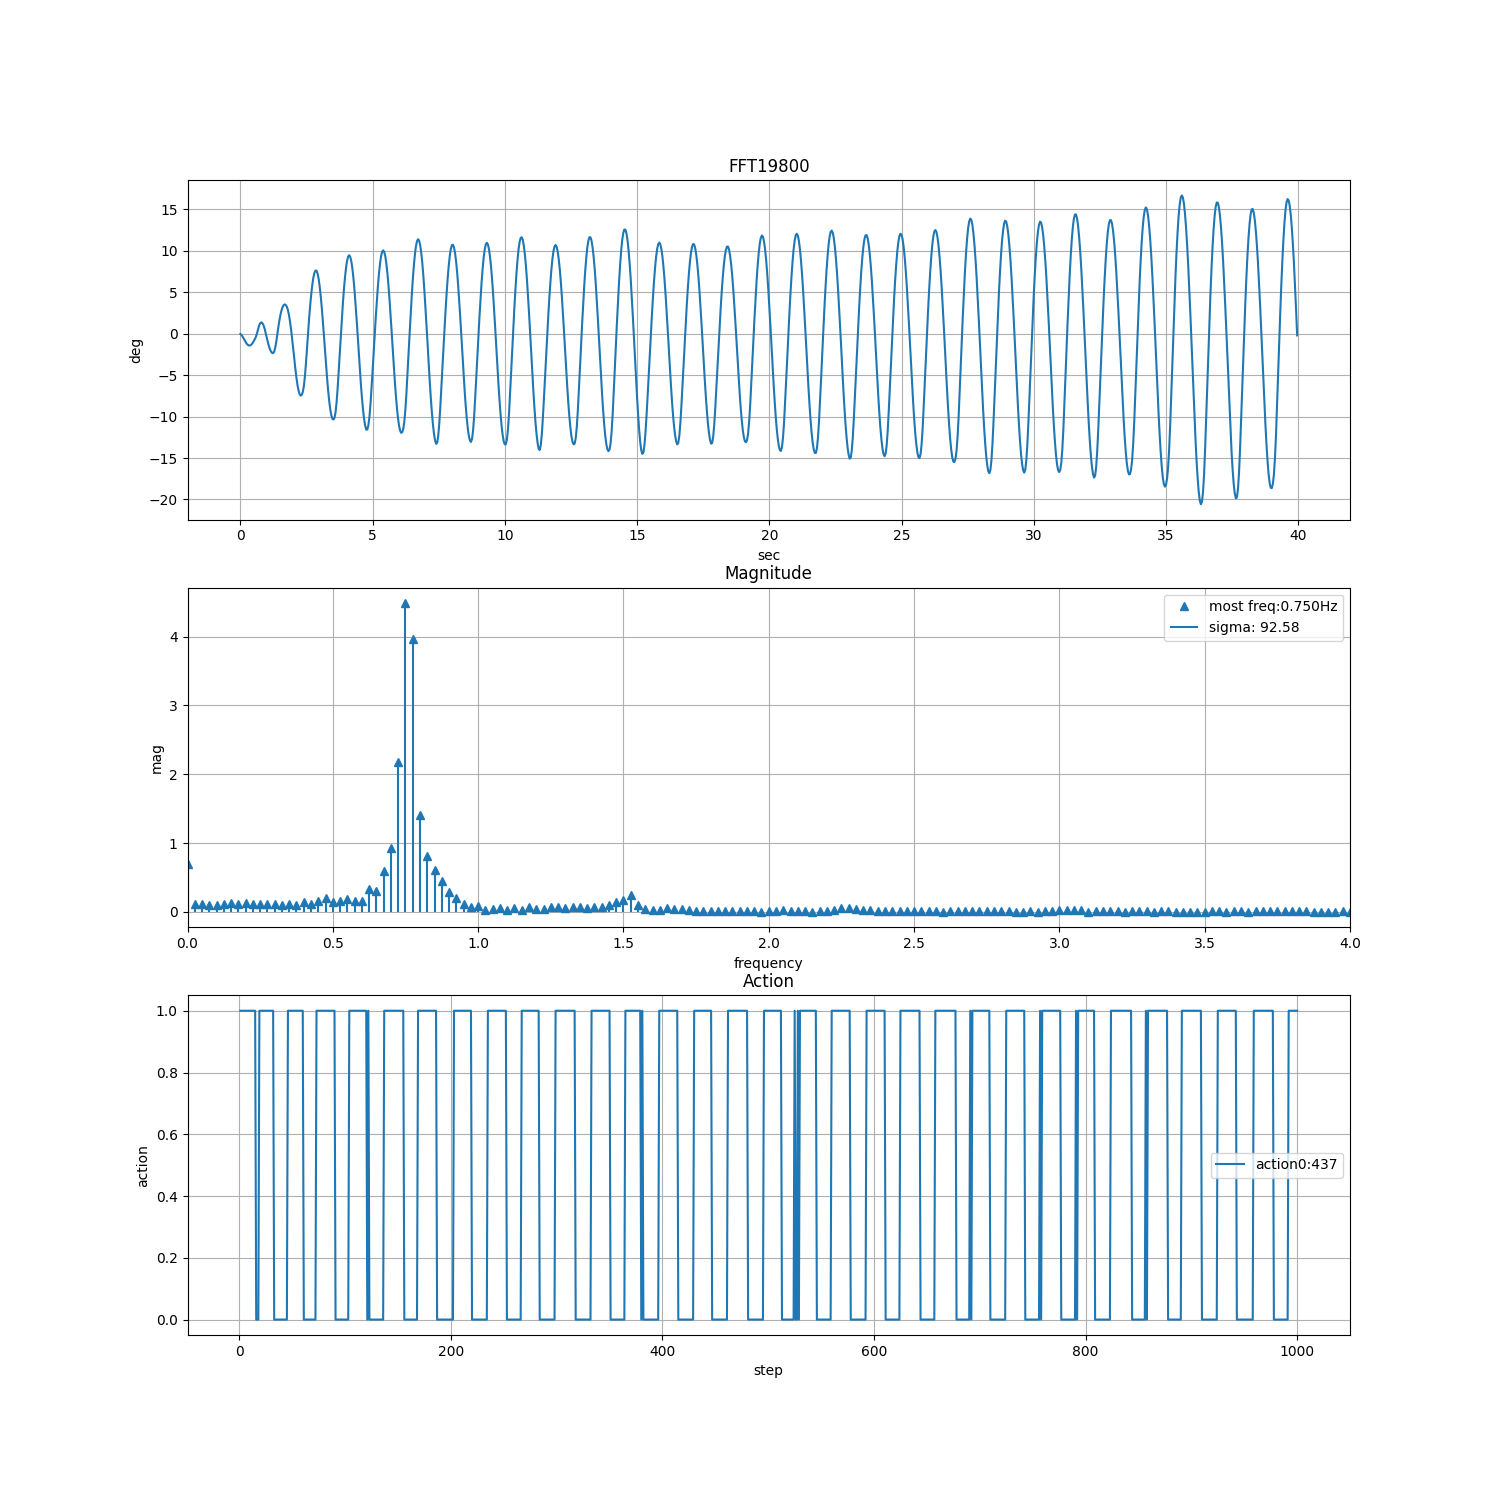 FFT19800
15
10
5
0
−5
−10
−15
−20
deg
0 5 10 15 20 25 30 35 40
sec
Magnitude
most freq:0.750Hz
sigma: 92.58
4
3
2
1
0
mag
0.0 0.5 1.0 1.5 2.0 2.5 3.0 3.5 4.0
frequency
Action
1.0
0.8
0.6
0.4
0.2
0.0
action
action0:437
0 200 400 600 800 1000
step